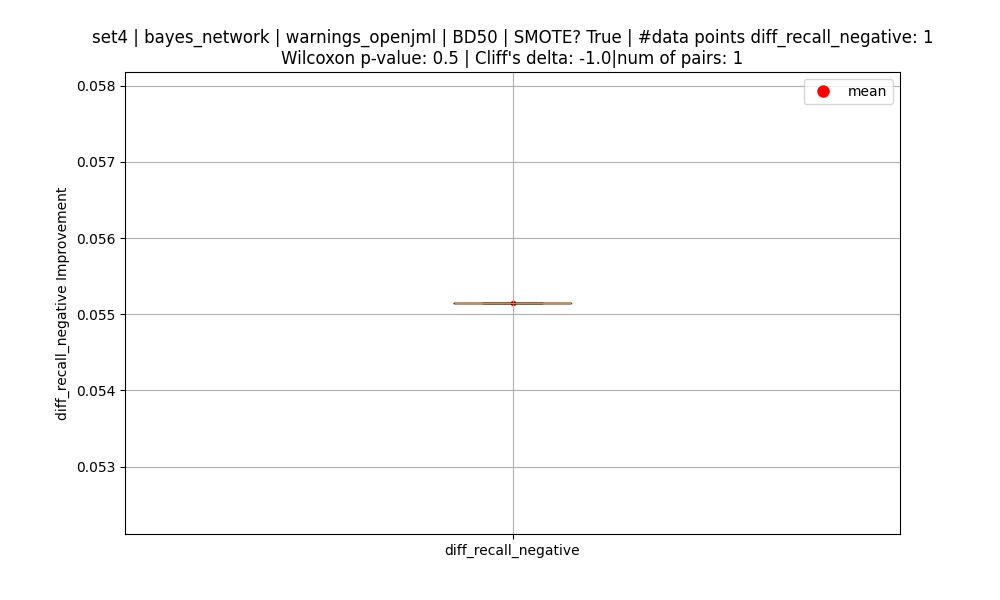 set4 | bayes_network | warnings_openjml | BD50 | SMOTE? True | #data points diff_recall_negative: 1
Wilcoxon p-value: 0.5 | Cliff's delta: -1.0|num of pairs: 1
mean
0.058
0.057
0.056
0.055
0.054
0.053
diff_recall_negative Improvement
diff_recall_negative